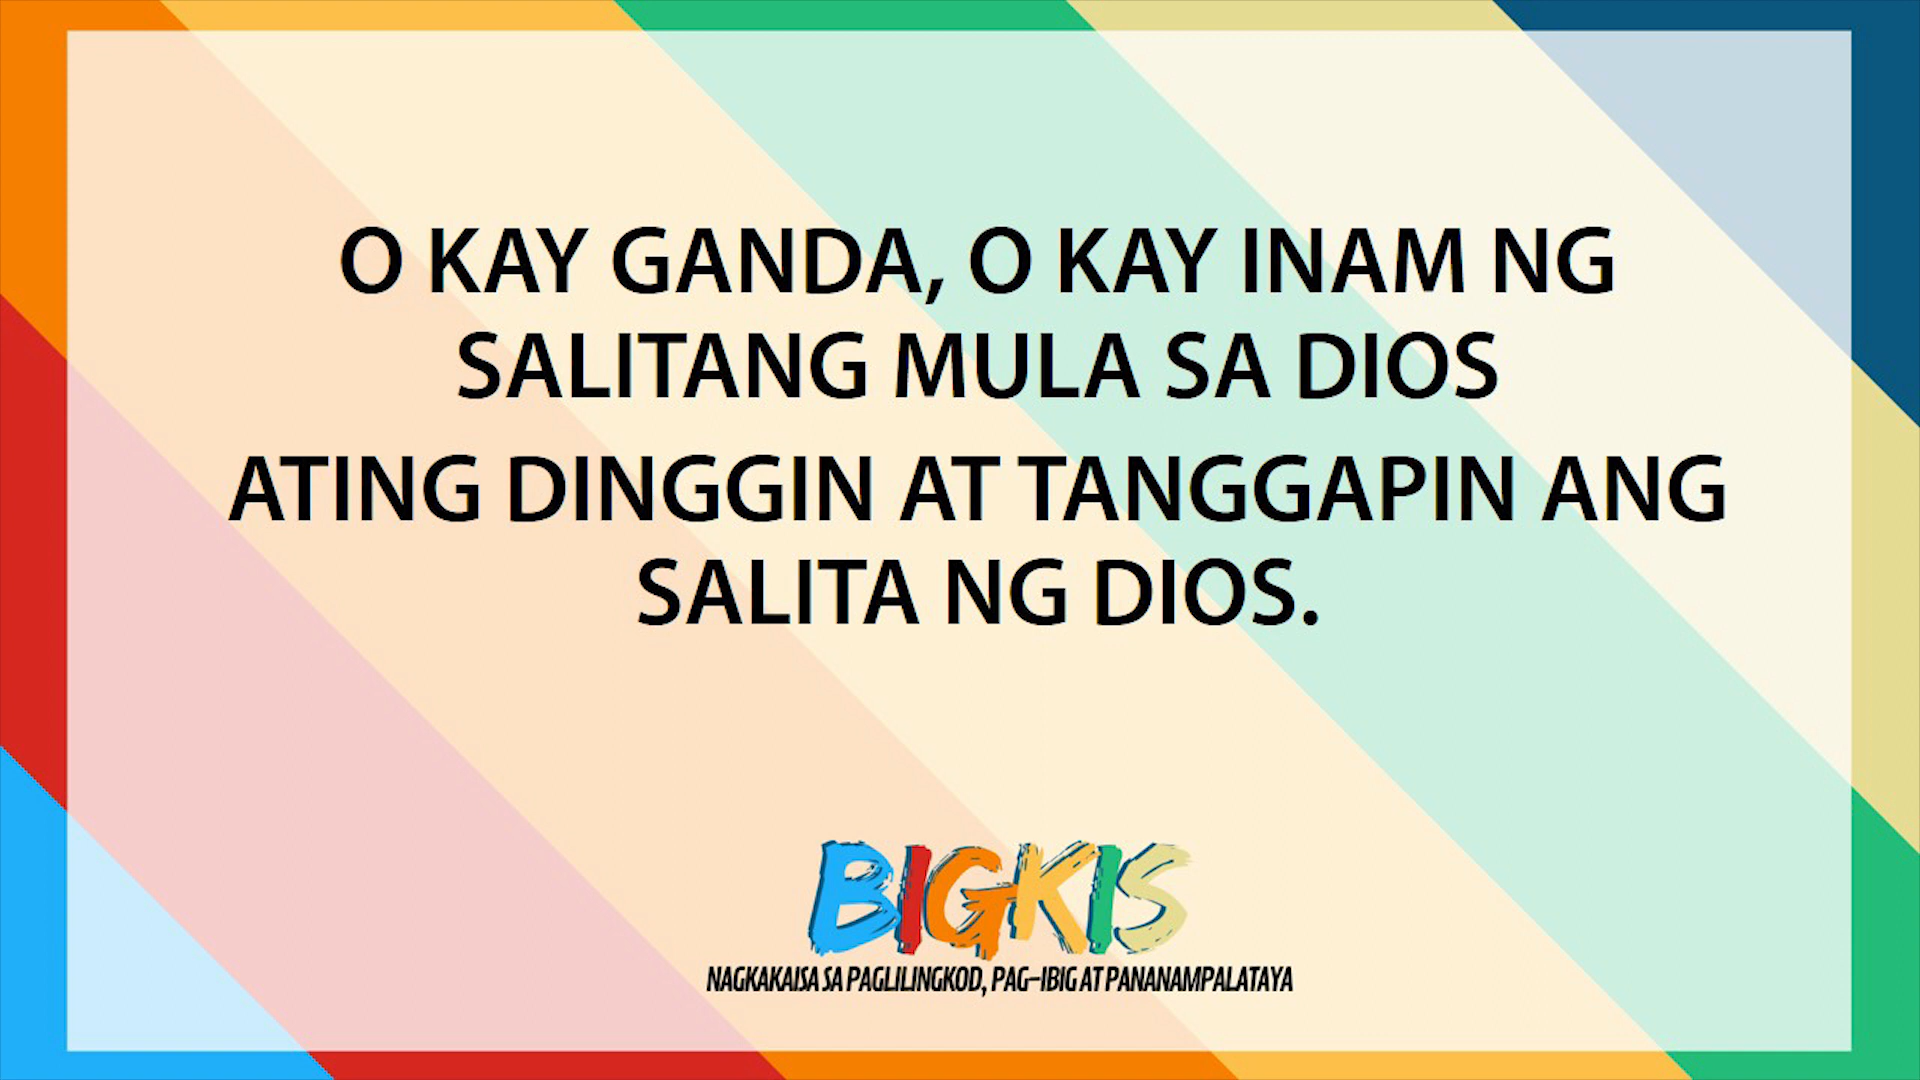 O KAY GANDA, O KAY INAM NG
SALITANG MULA SA DIOS
ATING DINGGIN AT TANGGAPIN ANG
SALITA NG DIOS.
BIGKIS
NAGKAKAISA SA PAGLILINGKOD, PAG-IBIG AT PANANAMPALATAYA